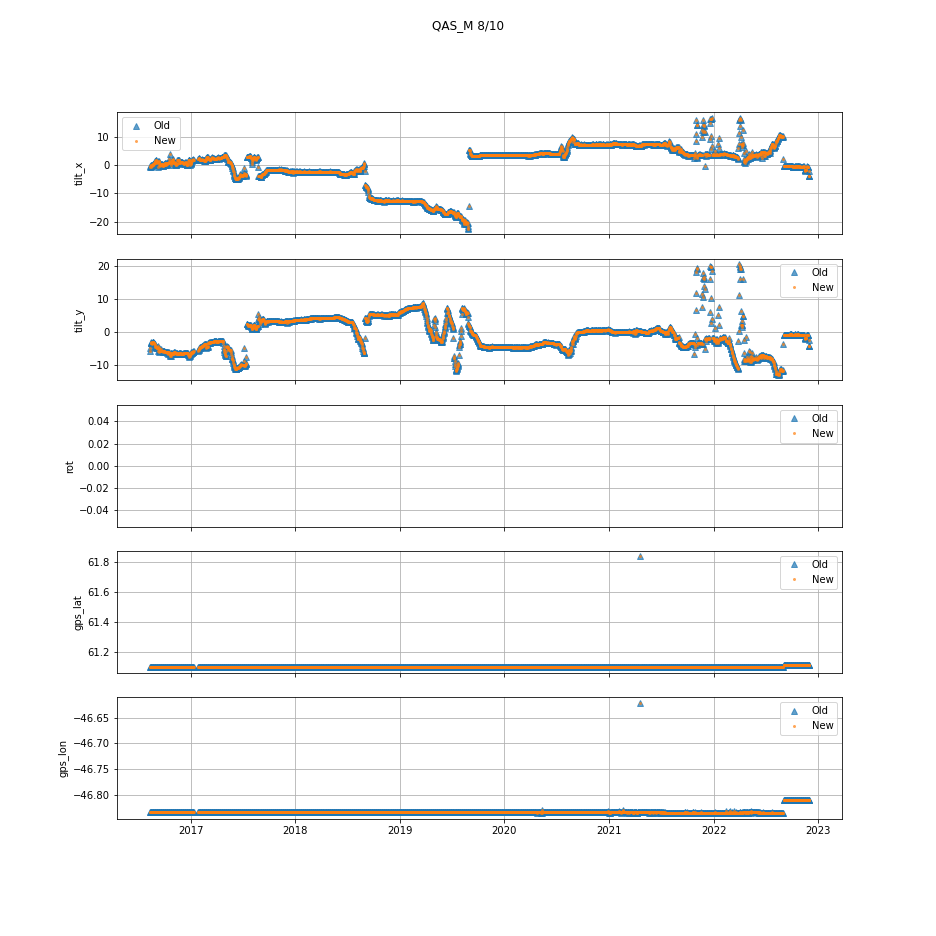 QAS_M 8/10
Old
New
10
0
−10
−20
tilt_x
Old
New
20
10
0
−10
tilt_y
Old
New
0.04
0.02
0.00
−0.02
−0.04
rot
Old
New
61.8
61.6
61.4
61.2
gps_lat
Old
New
−46.65
−46.70
−46.75
−46.80
gps_lon
2017 2018 2019 2020 2021 2022 2023